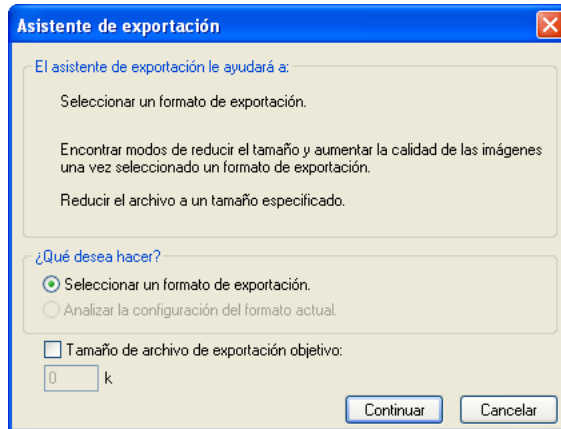 Asistente de exportación
El asistente de exportación le ayudará a:
Seleccionar un formato de exportación.
Encontrar modos de reducir el tamaño y aumentar la calidad de las imágenes
una vez seleccionado un formato de exportación.
Reducir el archivo a un tamaño especificado.
¿Qué desea hacer?
Seleccionar un formato de exportación.
Analizar la configuración del formato actual.
Tamaño de archivo de exportación objetivo:
0 k
Continuar Cancelar